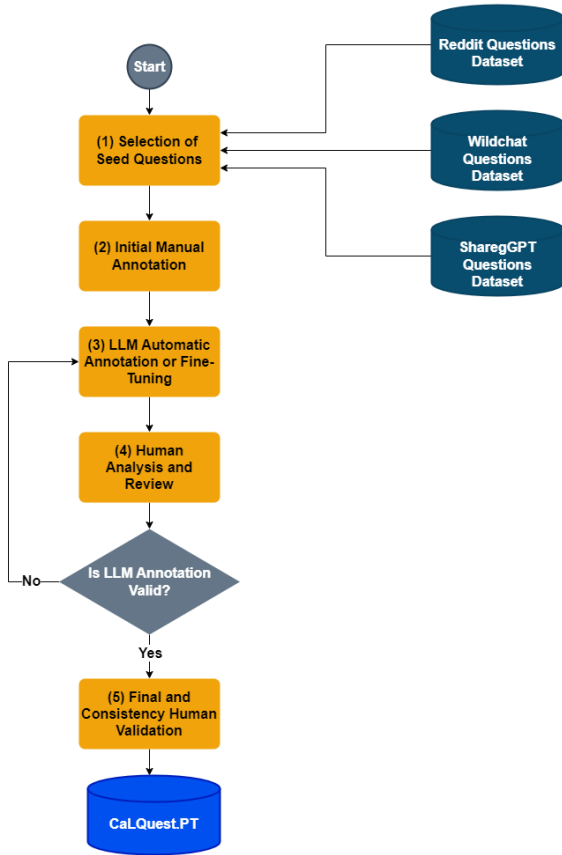 Start
Reddit Questions
Dataset
(1) Selection of
Seed Questions
Wildchat
Questions
Dataset
(2) Initial Manual
Annotation
SharegGPT
Questions
Dataset
(3) LLM Automatic
Annotation or Fine-
Tuning
(4) Human
Analysis and
Review
Is LLM Annotation
Valid?
No
Yes
(5) Final and
Consistency Human
Validation
CaLQuest.PT